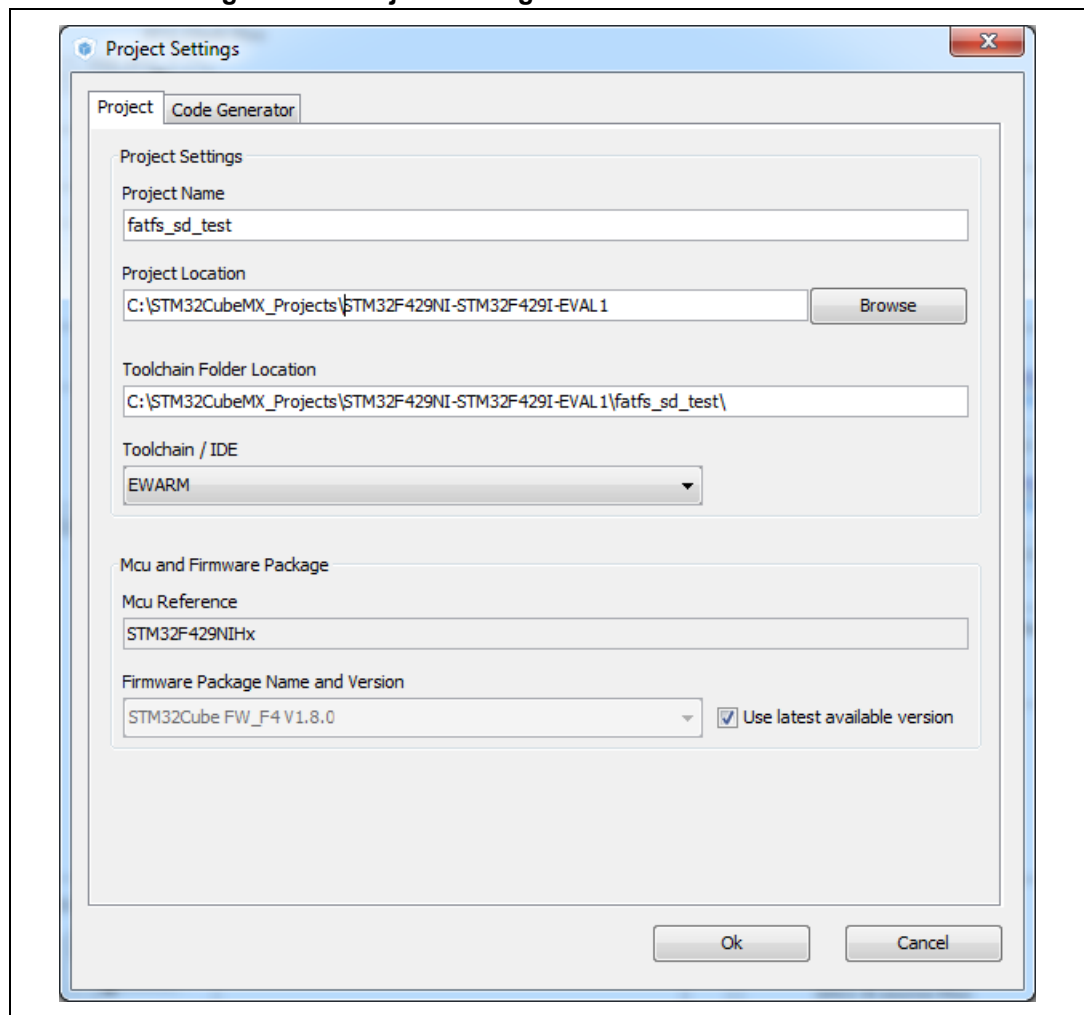 Project Settings
Project
Code Generator
Project Settings
Project Name
fatfs_sd_test
Project Location
C:\STM32CubeMX_Projects\STM32F429NI-STM32F429I-EVAL1
Browse
Toolchain Folder Location
C:\STM32CubeMX_Projects\STM32F429NI-STM32F429I-EVAL1\fatfs_sd_test\
Toolchain / IDE
EWARM
Mcu and Firmware Package
Mcu Reference
STM32F429NIHx
Firmware Package Name and Version
STM32Cube FW_F4 V1.8.0
Use latest available version
Ok
Cancel